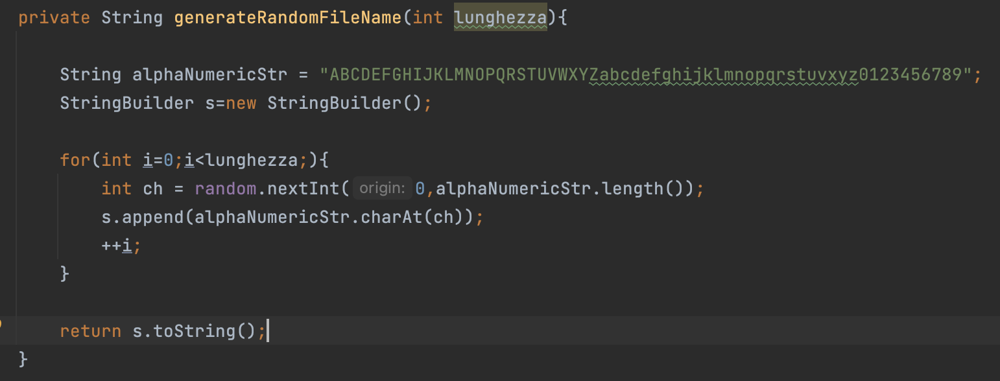 private String generateRandomFileName(int lunghezza){
String alphaNumericStr = "ABCDEFGHIJKLMNOPQRSTUVWXYZabcdefghijklmnopqrstuvxyz0123456789";
StringBuilder s=new StringBuilder();
for(int i=0;i<lunghezza;){
int ch = random.nextInt( origin: 0,alphaNumericStr.length());
s.append(alphaNumericStr.charAt(ch));
++i;
}
return s.toString();
}